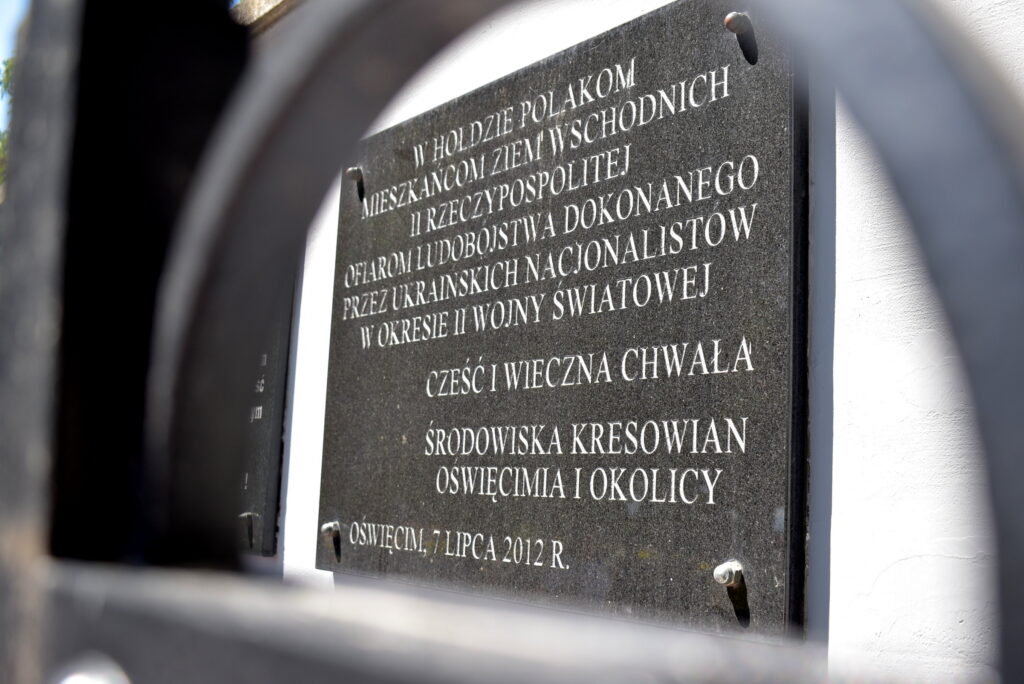 W HOŁDZIE POLAKOM
MIESZKAŃCOM ZIEM WSCHODNICH
II RZECZYPOSPOLITEJ
OFIAROM LUDOBÓJSTWA DOKONANEGO
PRZEZ UKRAIŃSKICH NACJONALISTÓW
W OKRESIE II WOJNY ŚWIATOWEJ
CZEŚĆ I WIECZNA CHWAŁA
ŚRODOWISKA KRESOWIAN
OŚWIĘCIMIA I OKOLICY
OŚWIĘCIM, 7 LIPCA 2012 R.